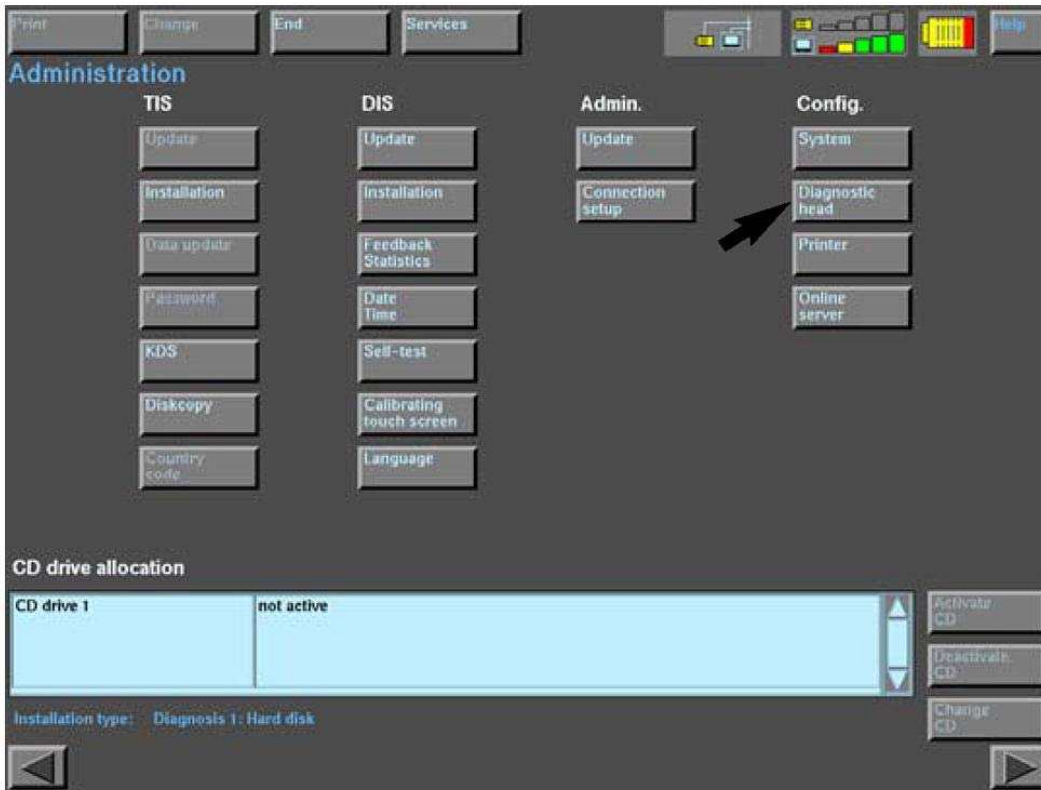 Print
Change
End
Services
Help
Administration
TIS
DIS
Admin.
Config.
Update
Update
Update
System
Installation
Installation
Connection
setup
Diagnostic
head
Data update
Feedback
Statistics
Printer
Password
Date
Time
Online
server
KDS
Self-test
Diskcopy
Calibrating
touch screen
Country
code
Language
CD drive allocation
CD drive 1
not active
Activate
CD
Deactivate
CD
Installation type: Diagnosis 1: Hard disk
Change
CD